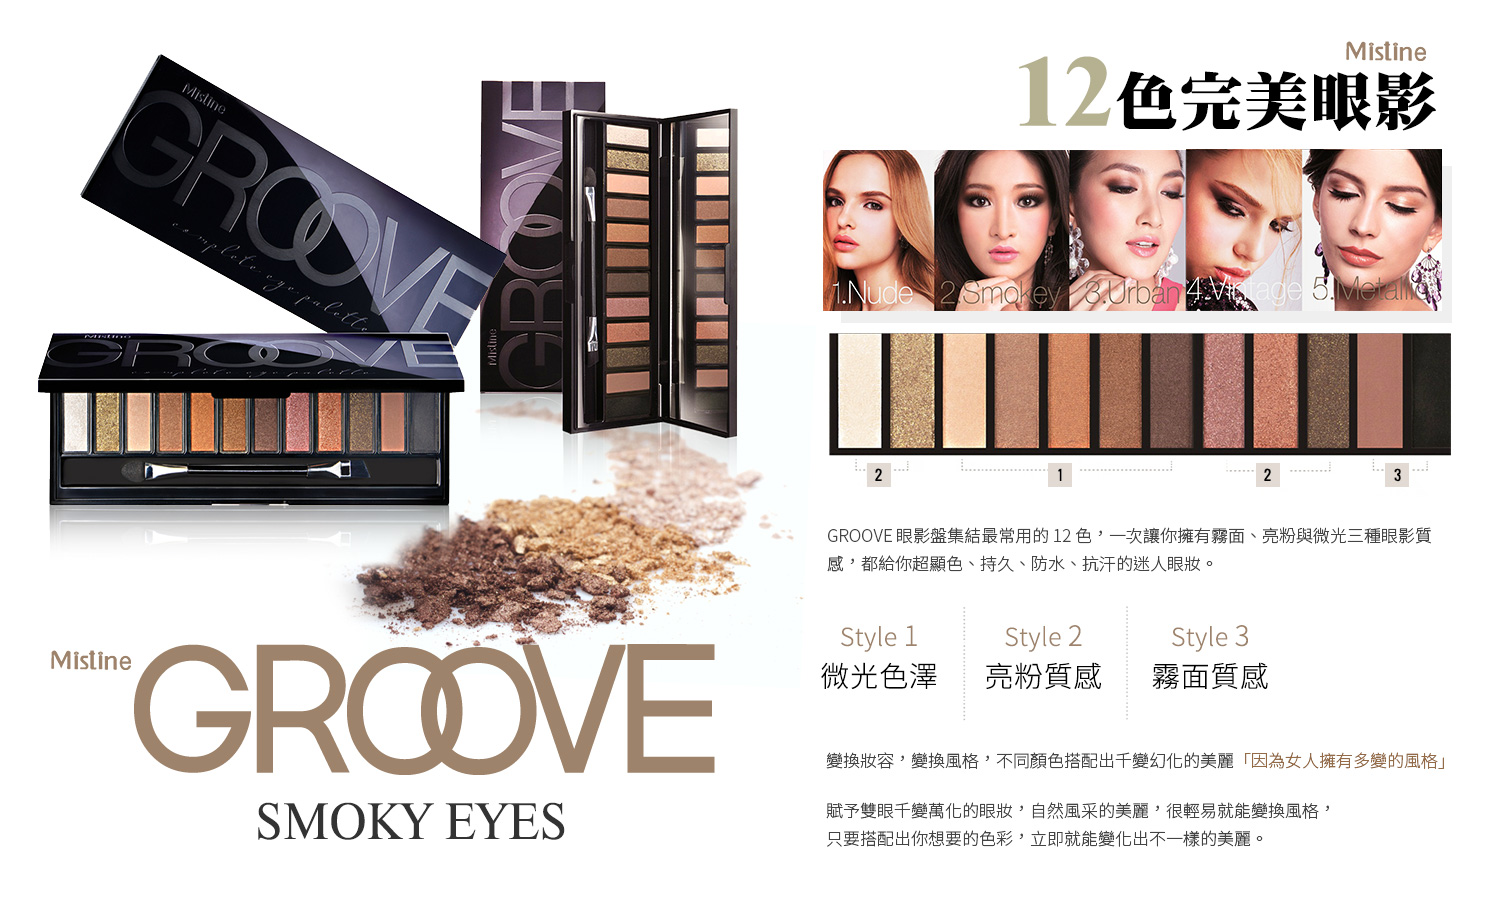 Mistine
GROOVE
complete eye palette
Mistine
GROOVE
complete eye palette
Mistine
GROOVE
Mistine
GROOVE
SMOKY EYES
Mistine
12色完美眼影
1.Nude
2.Smokey
3.Urban
4.Vintage
5.Metallic
2
1
2
3
GROOVE 眼影盤集結最常用的 12 色，一次讓你擁有霧面、亮粉與微光三種眼影質
感，都給你超顯色、持久、防水、抗汗的迷人眼妝。
Style 1
微光色澤
Style 2
亮粉質感
Style 3
霧面質感
變換妝容，變換風格，不同顏色搭配出千變幻化的美麗「因為女人擁有多變的風格」
賦予雙眼千變萬化的眼妝，自然風采的美麗，很輕易就能變換風格，
只要搭配出你想要的色彩，立即就能變化出不一樣的美麗。